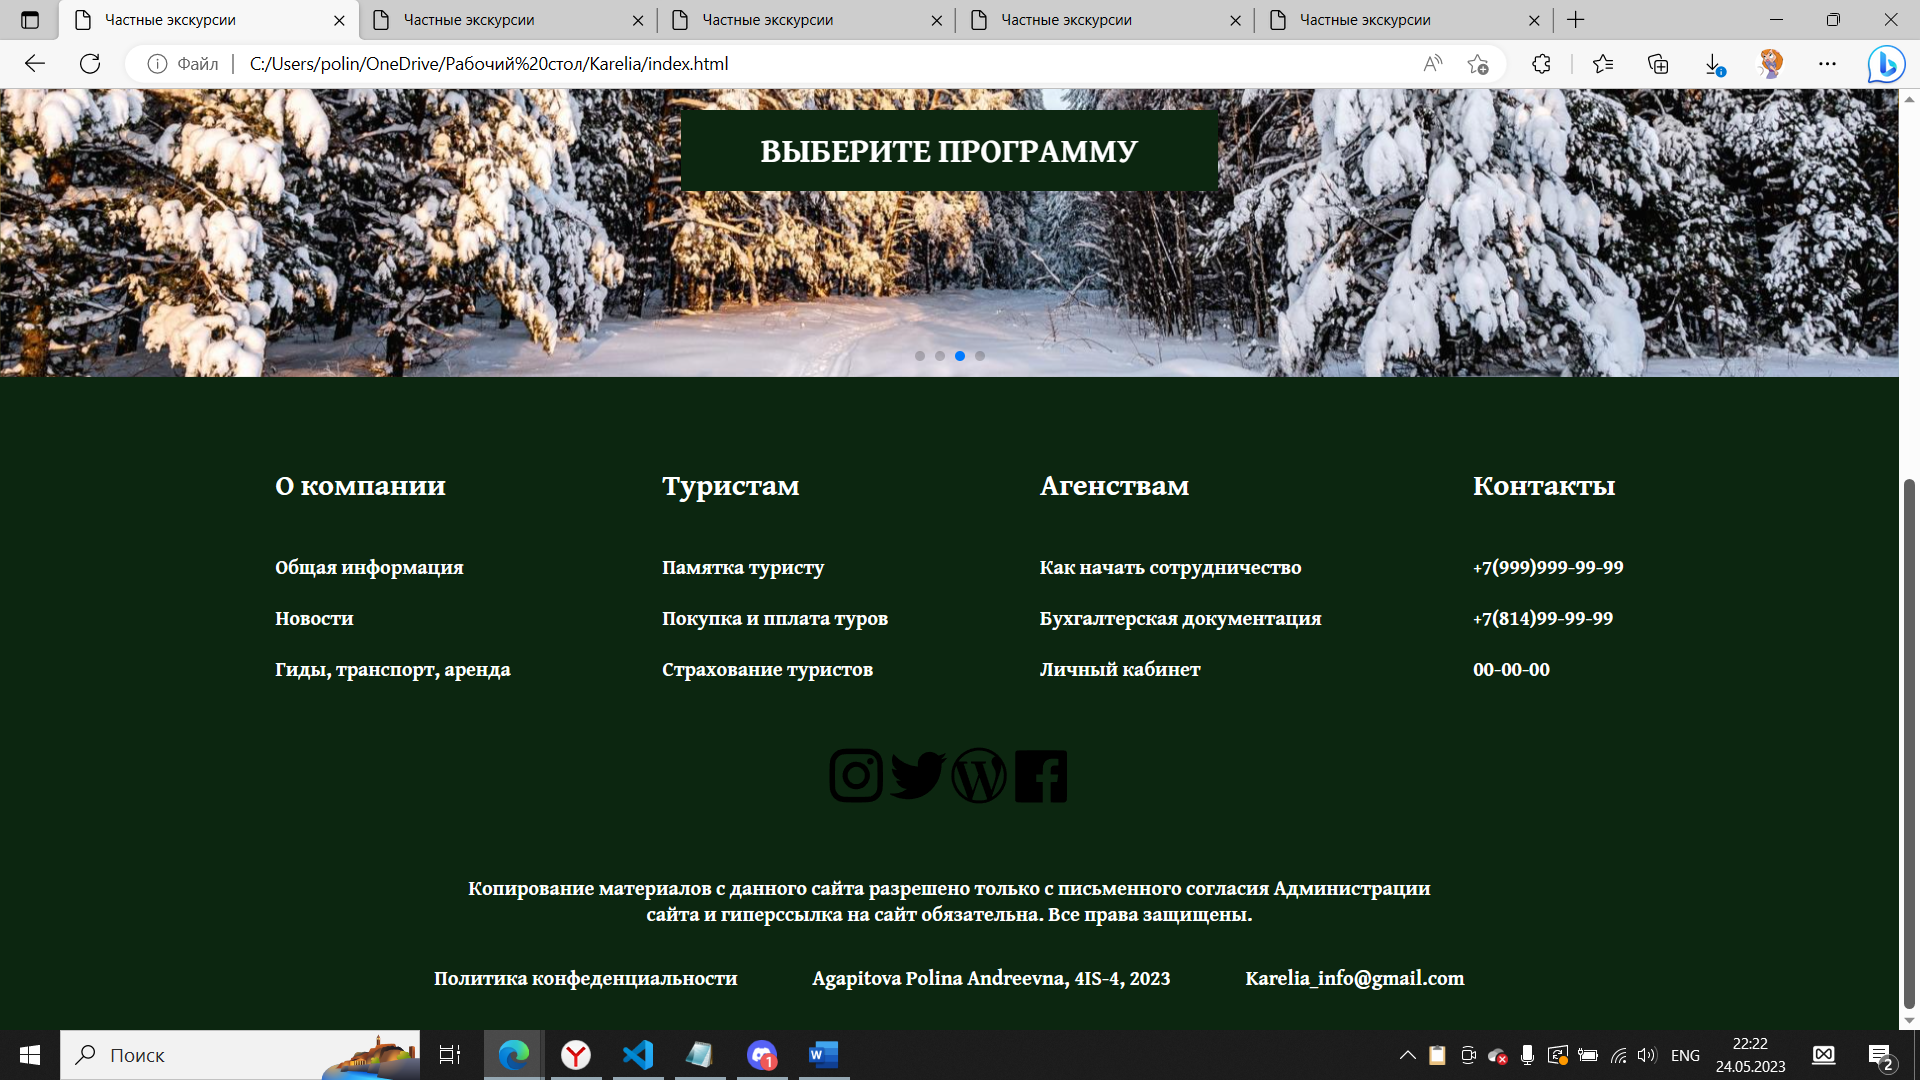 Частные экскурсии
Частные экскурсии
Частные экскурсии
Частные экскурсии
Частные экскурсии
Файл
C:/Users/polin/OneDrive/Рабочий%20стол/Karelia/index.html
ВЫБЕРИТЕ ПРОГРАММУ
О компании
Туристам
Агенствам
Контакты
Общая информация
Памятка туристу
Как начать сотрудничество
+7(999)999-99-99
Новости
Покупка и пплата туров
Бухгалтерская документация
+7(814)99-99-99
Гиды, транспорт, аренда
Страхование туристов
Личный кабинет
00-00-00
Копирование материалов с данного сайта разрешено только с письменного согласия Администрации
сайта и гиперссылка на сайт обязательна. Все права защищены.
Политика конфеденциальности
Agapitova Polina Andreevna, 4IS-4, 2023
Karelia_info@gmail.com
Поиск
1
ENG
22:22
24.05.2023
2